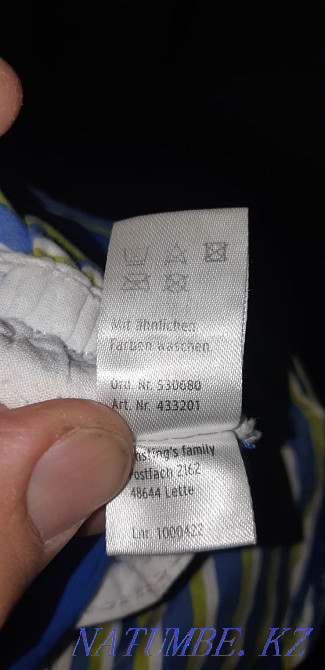 Mit ähnlichen
Farben waschen.
Ord. Nr. 530680
Art. Nr. 433201
family
Postfach 2162
48644 Lette
Lnr. 1000422
NATUMBE. KZ